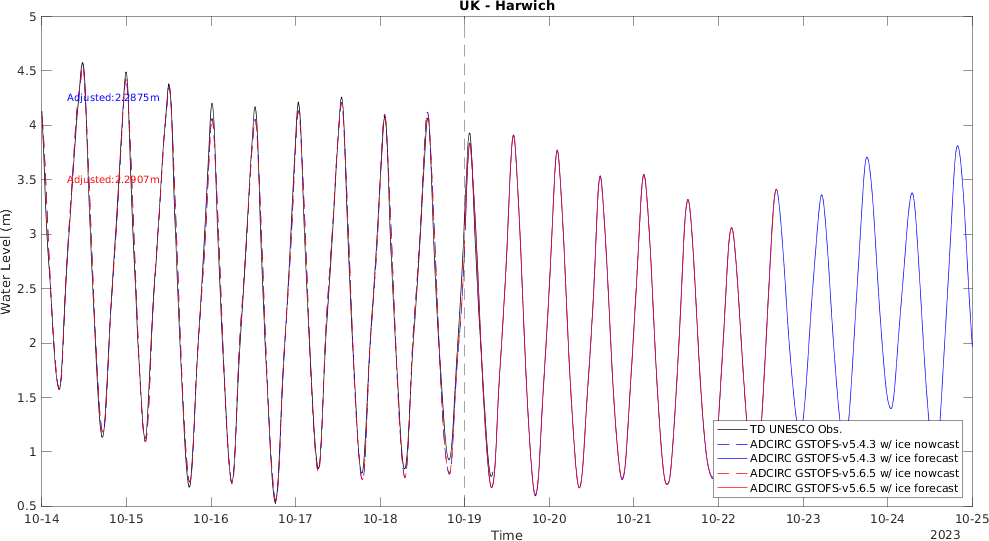 UK - Harwich
5
4.5
4
3.5
3
2.5
2
1.5
1
0.5
Water Level (m)
Adjusted:2.2875m
Adjusted:2.2907m
TD UNESCO Obs.
ADCIRC GSTOFS-v5.4.3 w/ ice nowcast
ADCIRC GSTOFS-v5.4.3 w/ ice forecast
ADCIRC GSTOFS-v5.6.5 w/ ice nowcast
ADCIRC GSTOFS-v5.6.5 w/ ice forecast
10-14 10-15 10-16 10-17 10-18 10-19 10-20 10-21 10-22 10-23 10-24 10-25
Time
2023